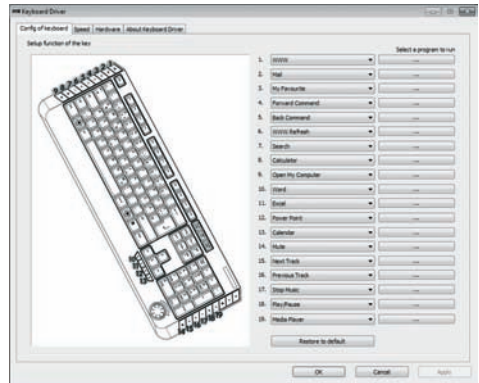 Keyboard Driver
Config of keyboard Speed Hardware About Keyboard Driver
Setup function of the key
Select a program to run
1. WWW ...
2. Mail ...
3. My Favourite ...
4. Forward Command ...
5. Back Command ...
6. WWW Refresh ...
7. Search ...
8. Calculator ...
9. Open My Computer ...
10. Word ...
11. Excel ...
12. Power Point ...
13. Calendar ...
14. Mute ...
15. Next Track ...
16. Previous Track ...
17. Stop Music ...
18. Play/Pause ...
19. Media Player ...
Restore to default
OK Cancel Apply